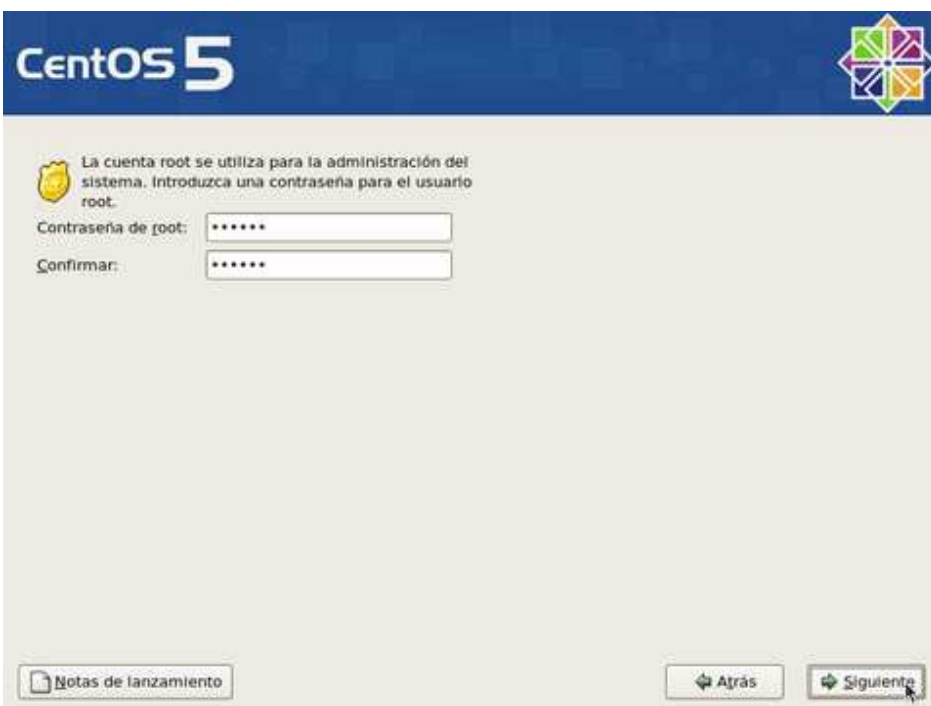 CentOS 5
La cuenta root se utiliza para la administración del
sistema. Introduzca una contraseña para el usuario
root.
Contraseña de root: ••••••
Confirmar: ••••••
Notas de lanzamiento
Atrás
Siguiente